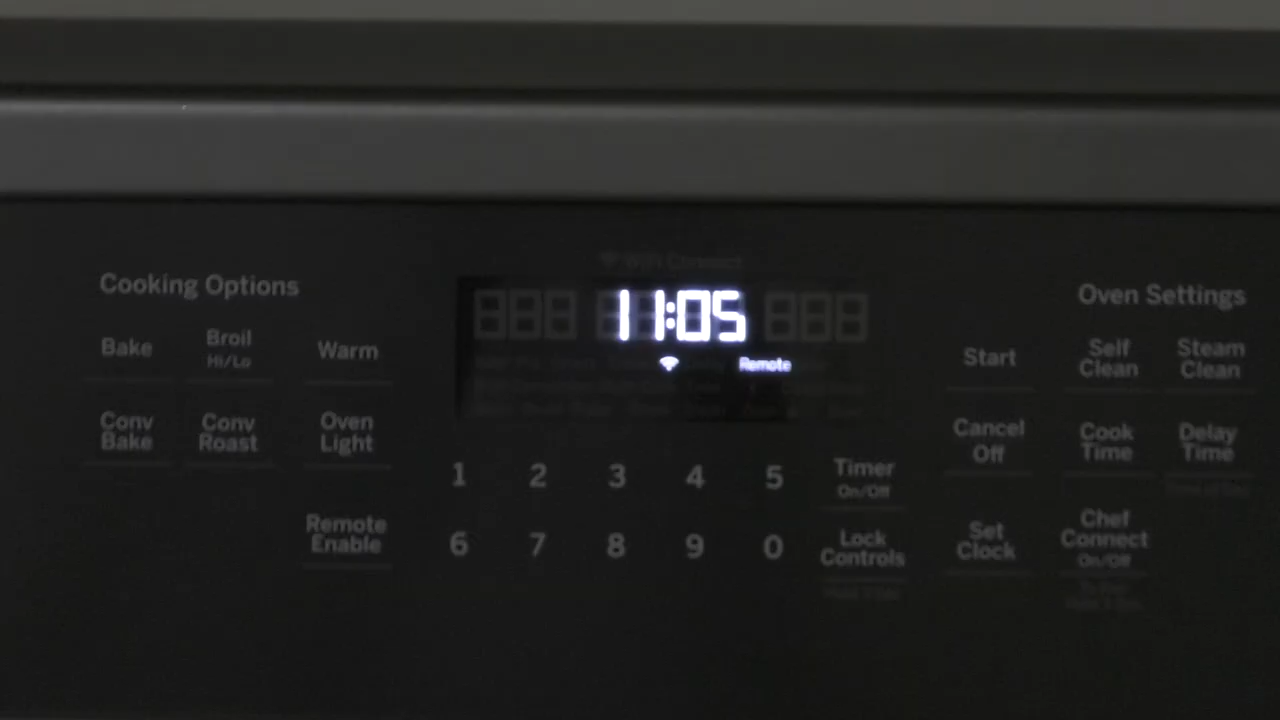 WiFi Connect
Cooking Options
Oven Settings
11:05
Remote
Bake
Broil
Hi/Lo
Warm
Start
Self
Clean
Steam
Clean
Conv
Bake
Conv
Roast
Oven
Light
Cancel
Off
Cook
Time
Delay
Time
1 2 3 4 5
Timer
On/Off
Remote
Enable
6 7 8 9 0
Lock
Controls
Set
Clock
Chef
Connect
On/Off